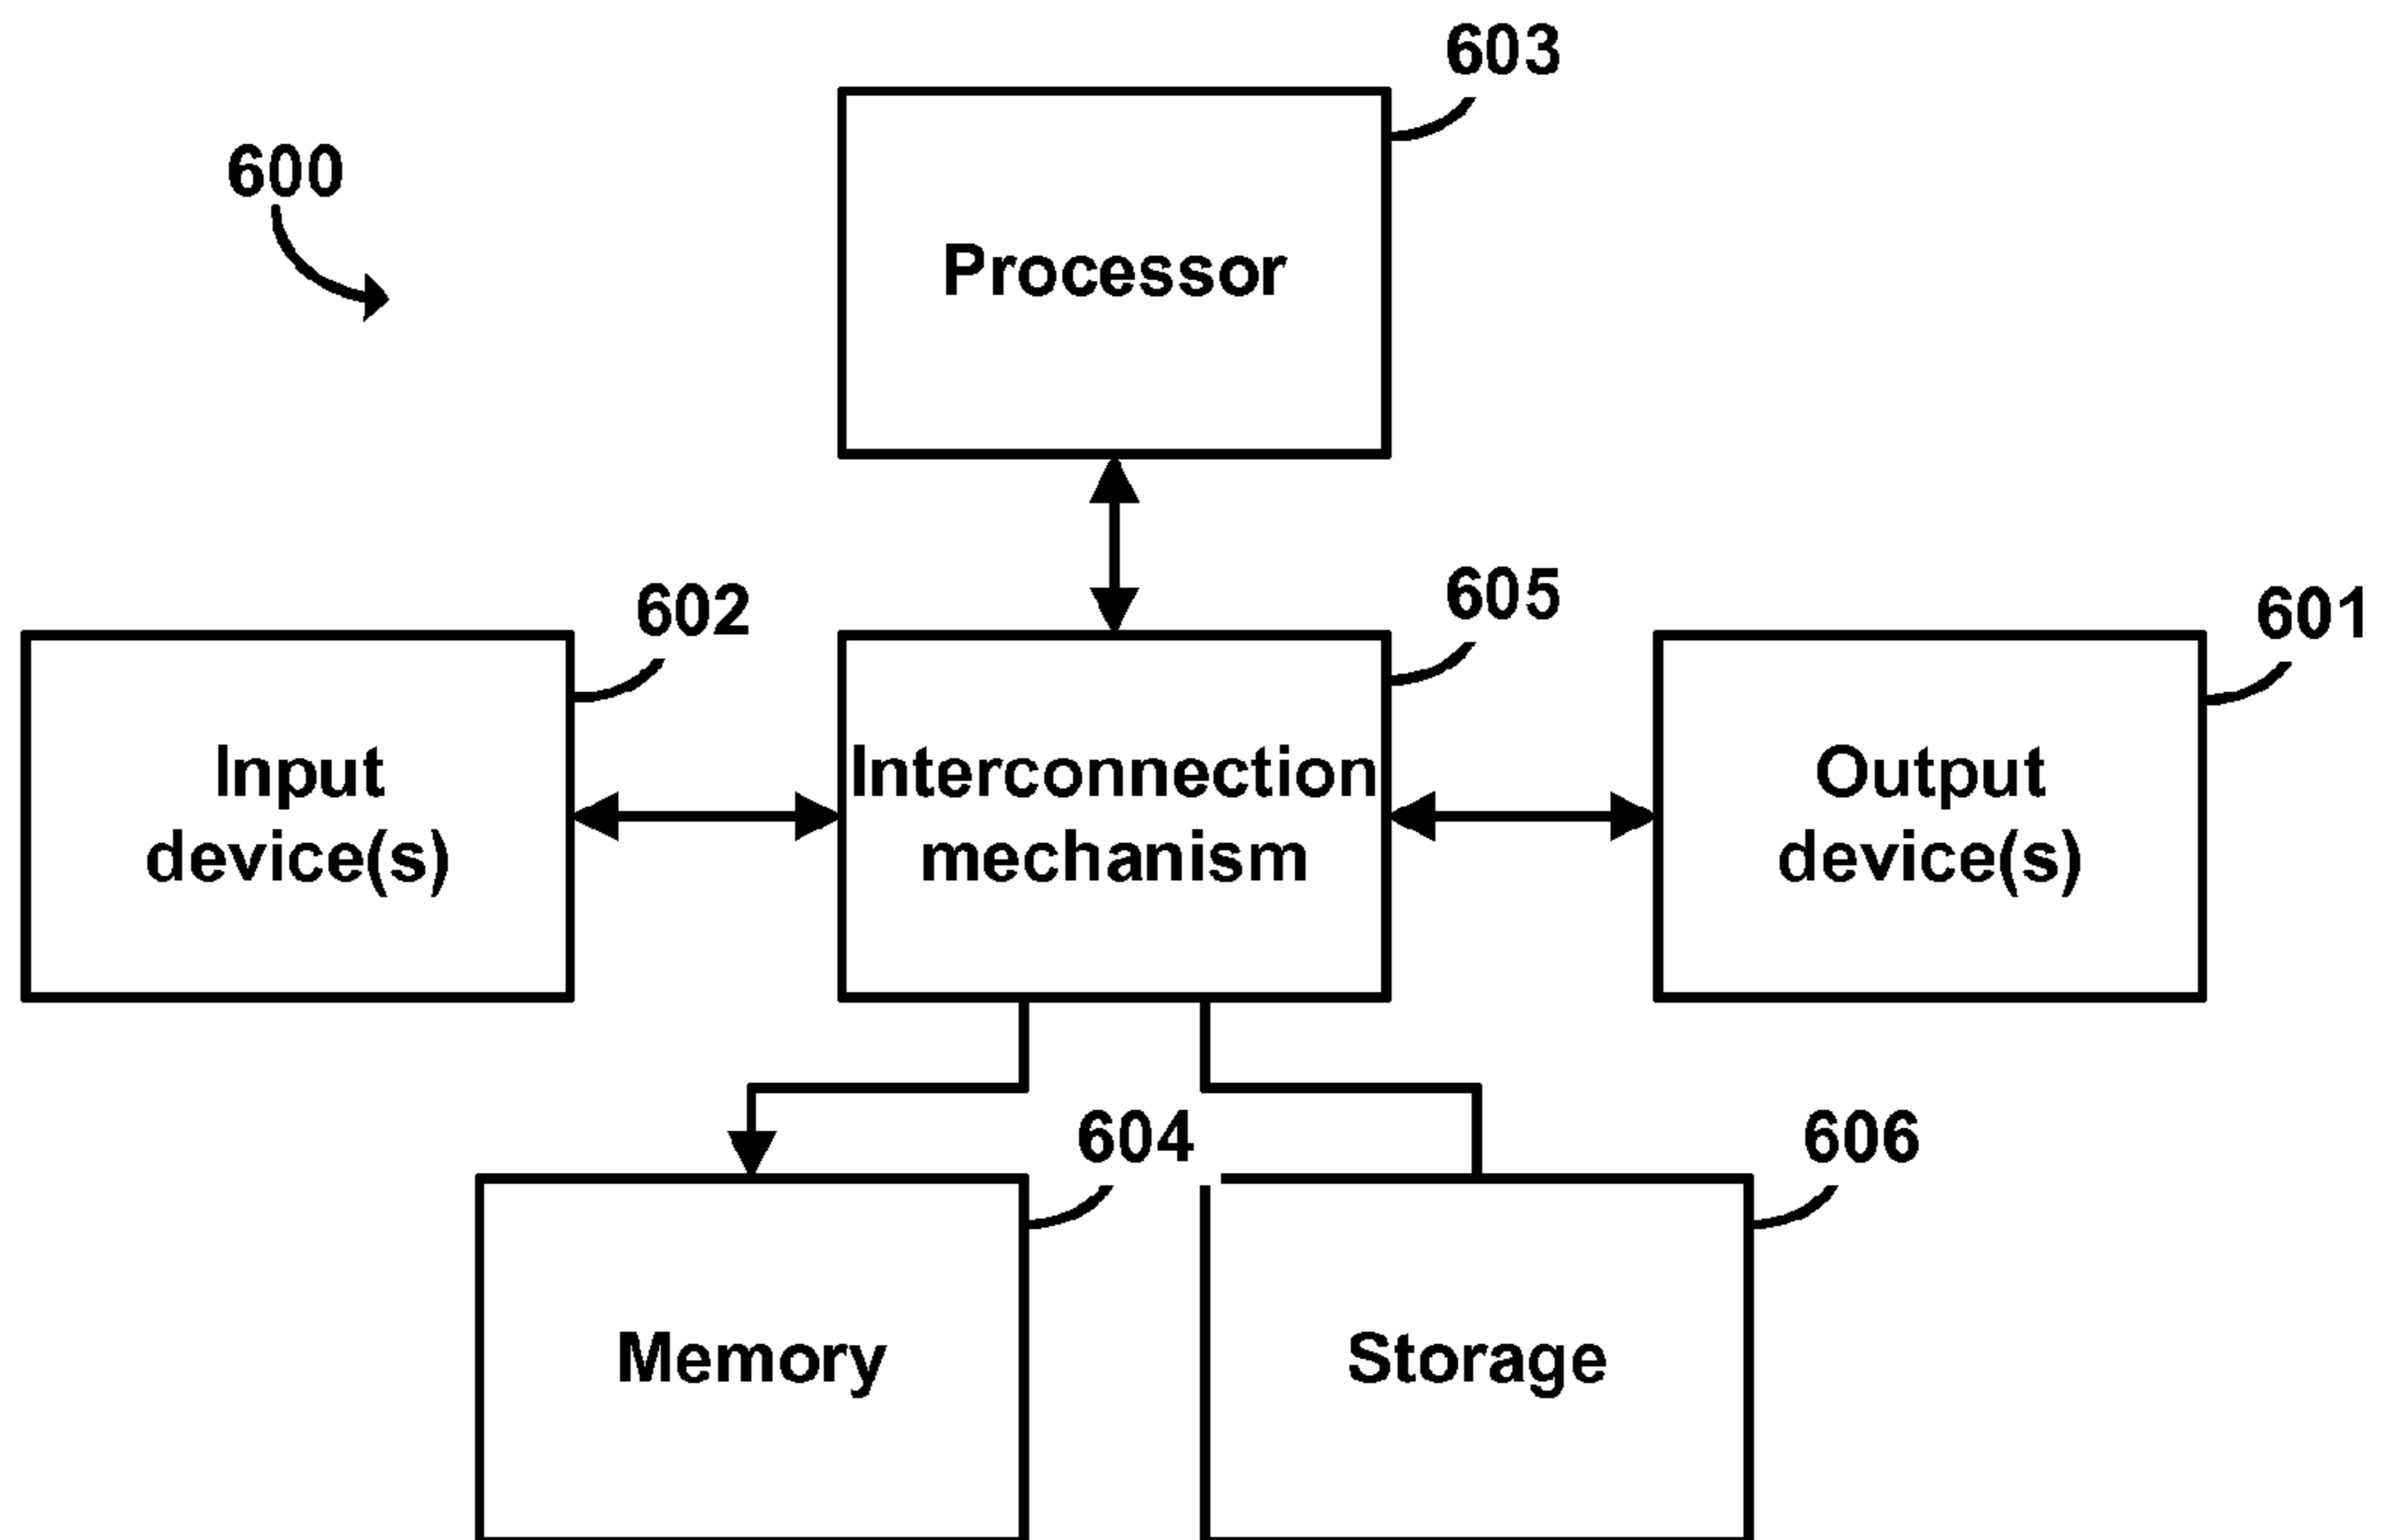 603
600
Processor
602
605
601
Input
device(s)
Interconnection
mechanism
Output
device(s)
604
606
Memory
Storage